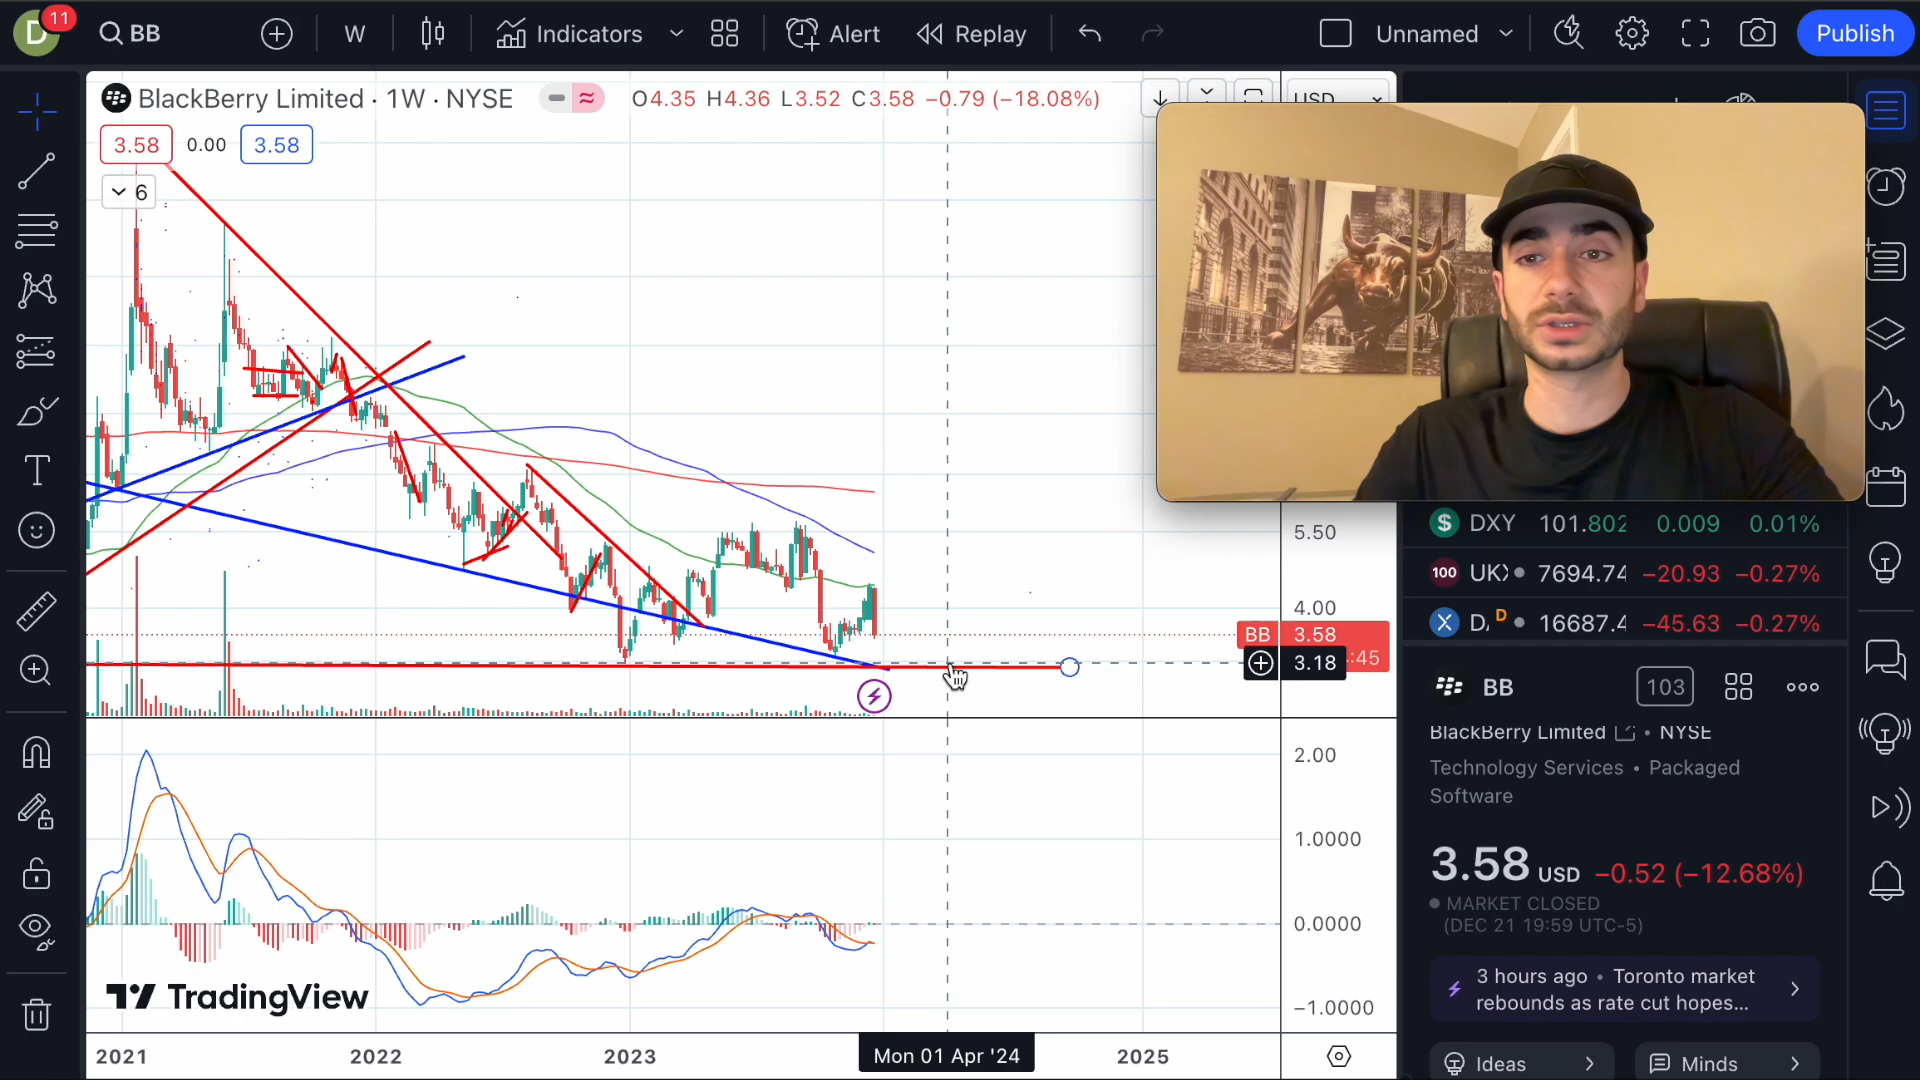 D
11
BB
W
Indicators
Alert
Replay
Unnamed
Publish
BlackBerry Limited · 1W · NYSE
O4.35 H4.36 L3.52 C3.58 −0.79 (−18.08%)
USD
3.58 0.00 3.58
6
5.50
4.00
BB 3.58
:45
3.18
2.00
1.0000
0.0000
−1.0000
TradingView
2021
2022
2023
Mon 01 Apr '24
2025
$ DXY 101.802 0.009 0.01%
100 UK 7694.74 −20.93 −0.27%
X D 16687.4 −45.63 −0.27%
BB
103
BlackBerry Limited • NYSE
Technology Services • Packaged
Software
3.58 USD −0.52 (−12.68%)
MARKET CLOSED
(DEC 21 19:59 UTC-5)
3 hours ago • Toronto market
rebounds as rate cut hopes...
Ideas
Minds